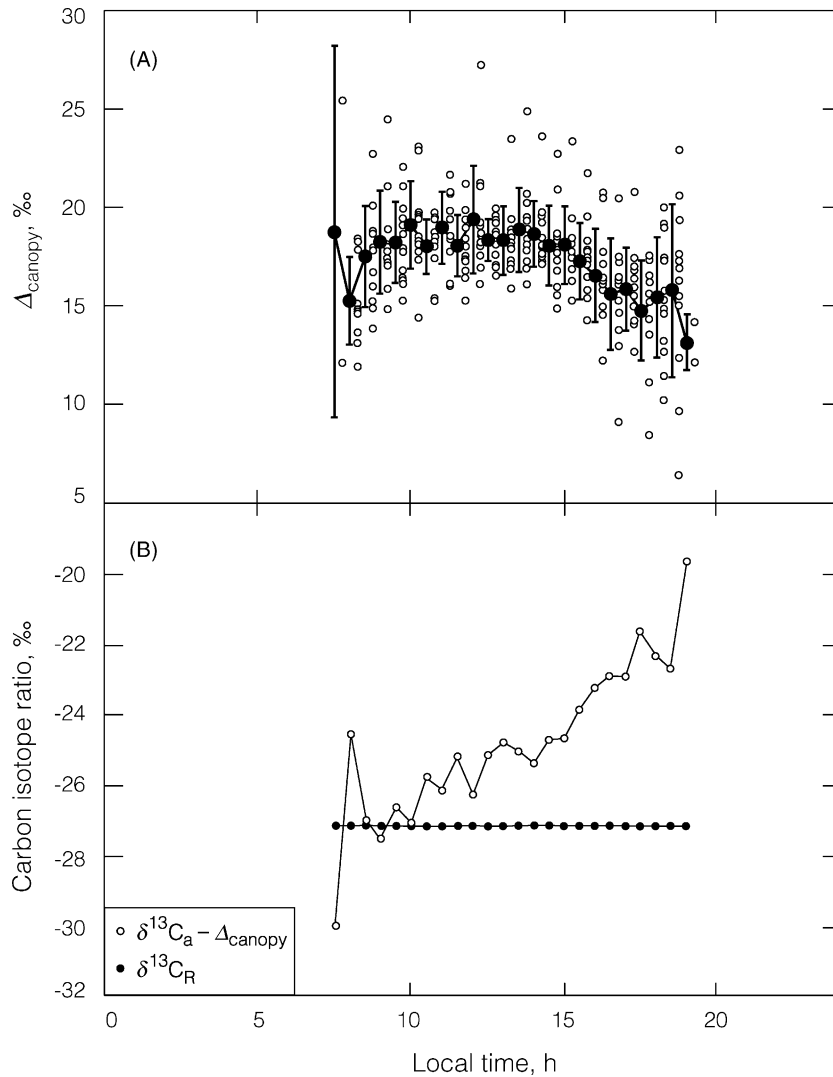 30
(A)
25
20
15
10
5
Δcanopy, ‰
(B)
-20
-22
-24
-26
-28
-30
-32
Carbon isotope ratio, ‰
δ¹³Cₐ – Δcanopy
δ¹³C_R
0 5 10 15 20
Local time, h